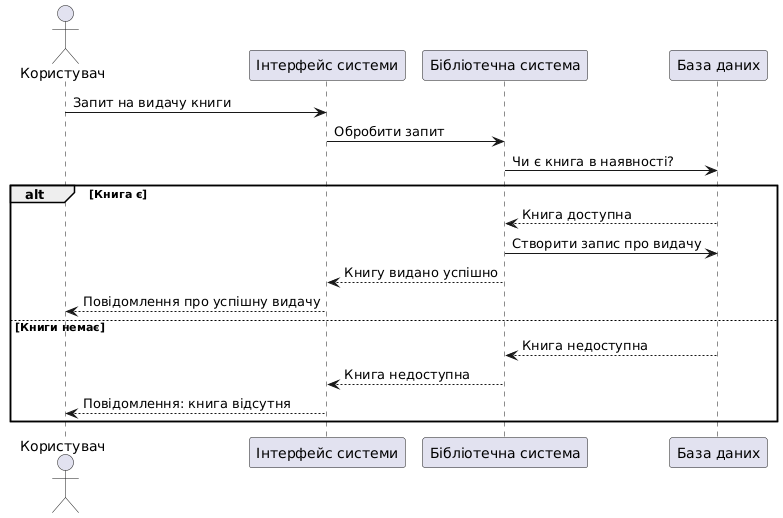 Користувач
Інтерфейс системи
Бібліотечна система
База даних
Запит на видачу книги
Обробити запит
Чи є книга в наявності?
alt [Книга є]
Книга доступна
Створити запис про видачу
Книгу видано успішно
Повідомлення про успішну видачу
[Книги немає]
Книга недоступна
Книга недоступна
Повідомлення: книга відсутня
Користувач
Інтерфейс системи
Бібліотечна система
База даних